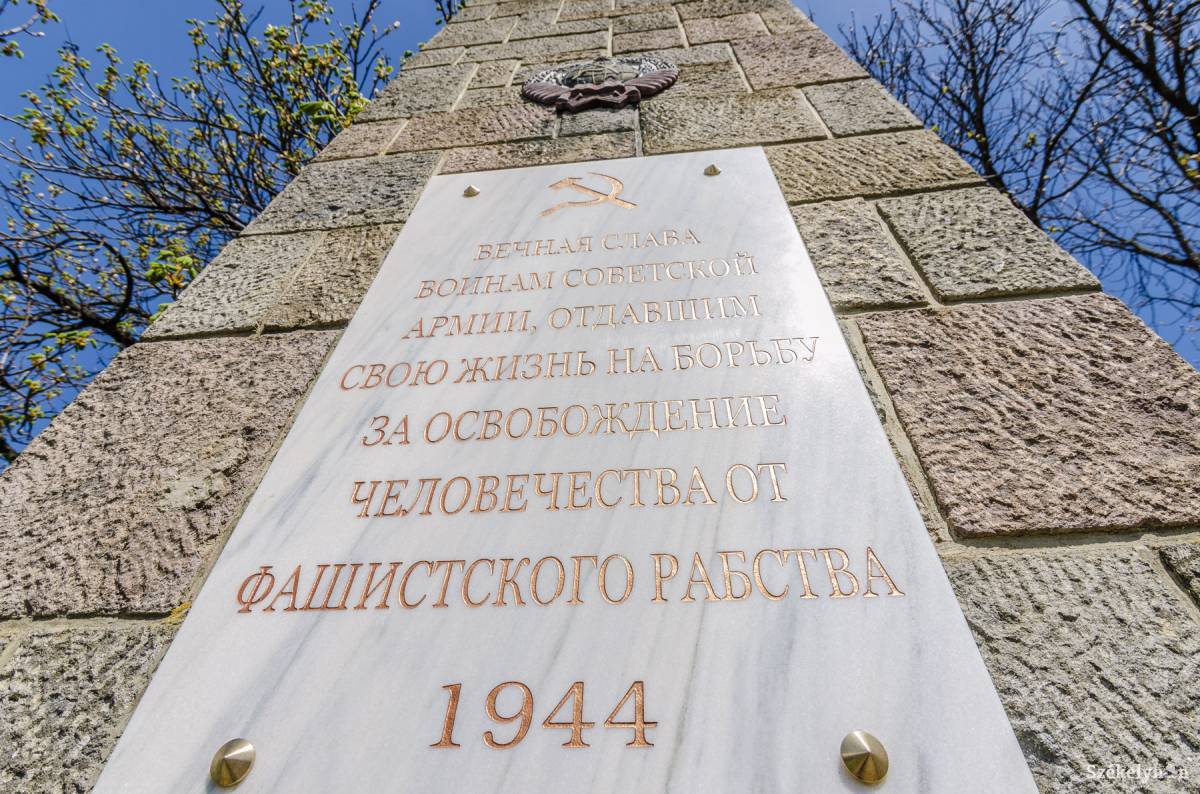 ВЕЧНАЯ СЛАВА
ВОИНАМ СОВЕТСКОЙ
АРМИИ, ОТДАВШИМ
СВОЮ ЖИЗНЬ НА БОРЬБУ
ЗА ОСВОБОЖДЕНИЕ
ЧЕЛОВЕЧЕСТВА ОТ
ФАШИСТСКОГО РАБСТВА
1944